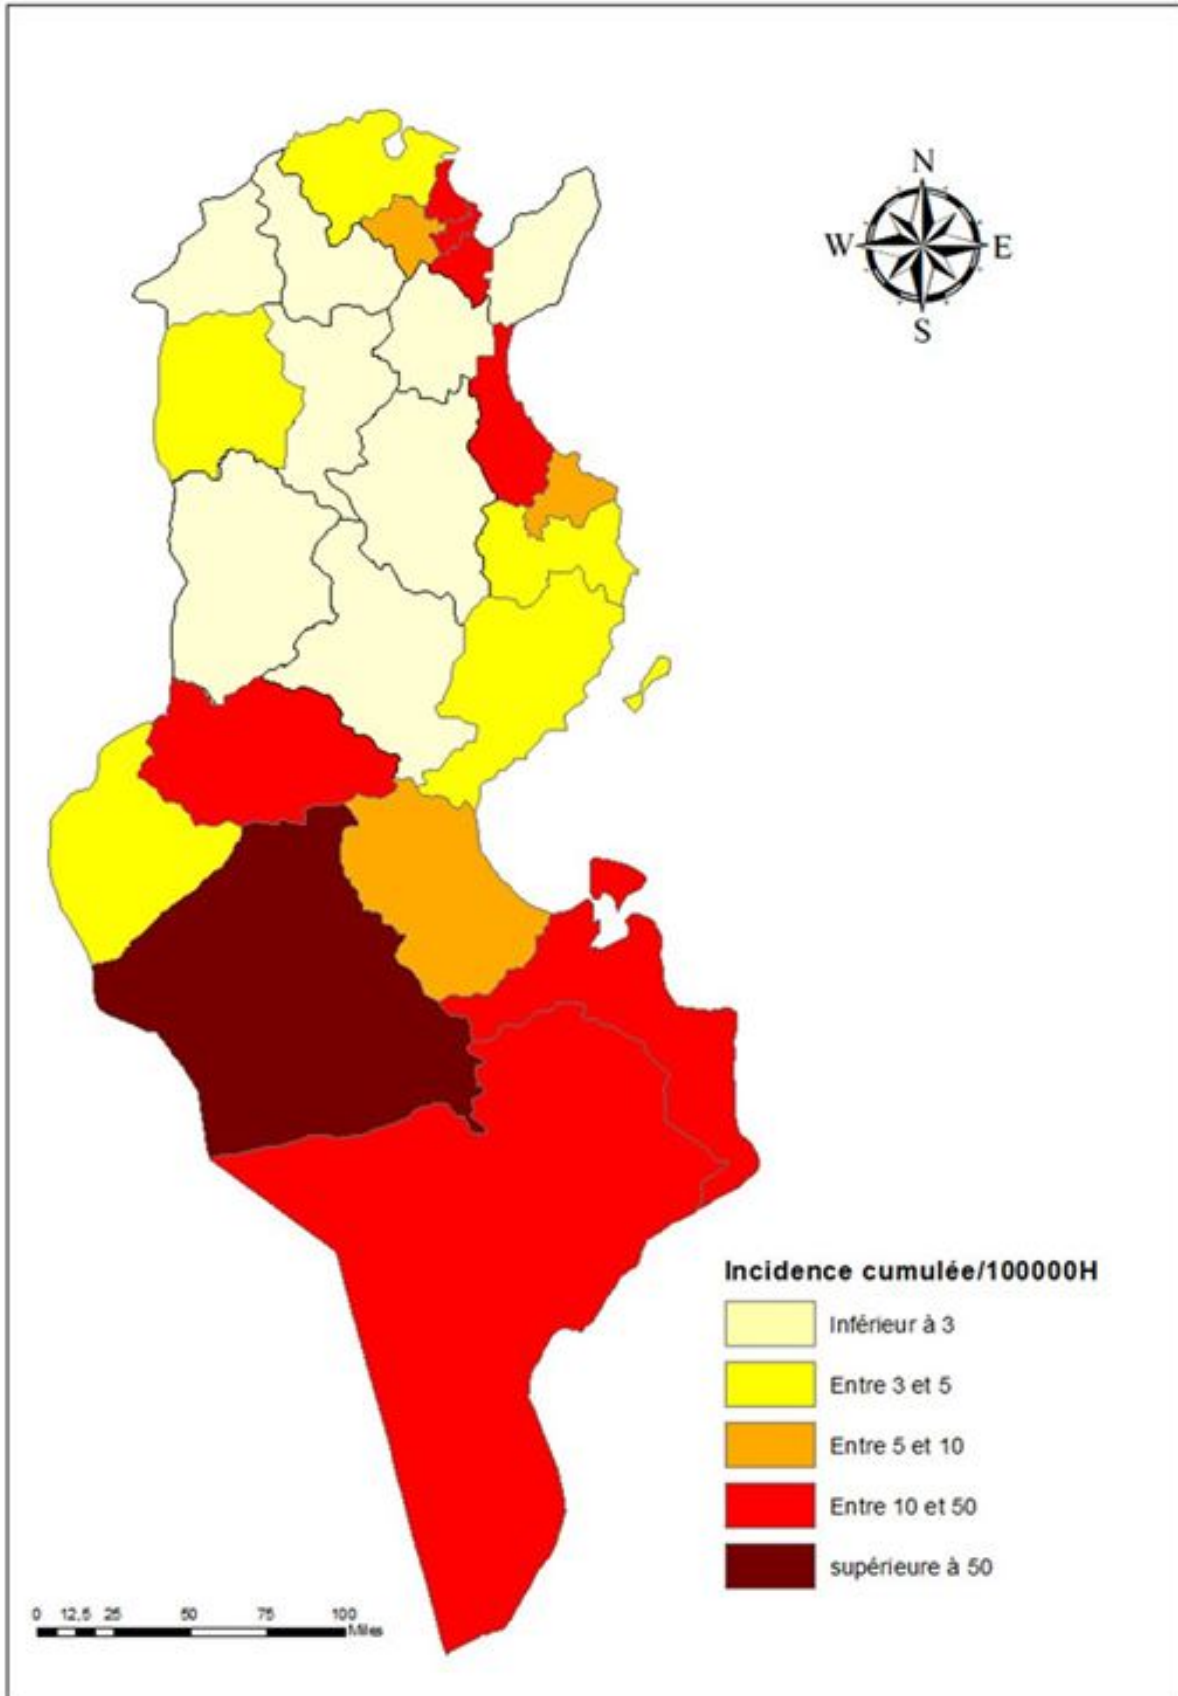 N
W E
S
Incidence cumulée/100000H
Inférieur à 3
Entre 3 et 5
Entre 5 et 10
Entre 10 et 50
supérieure à 50
0 12,5 25 50 75 100
Miles